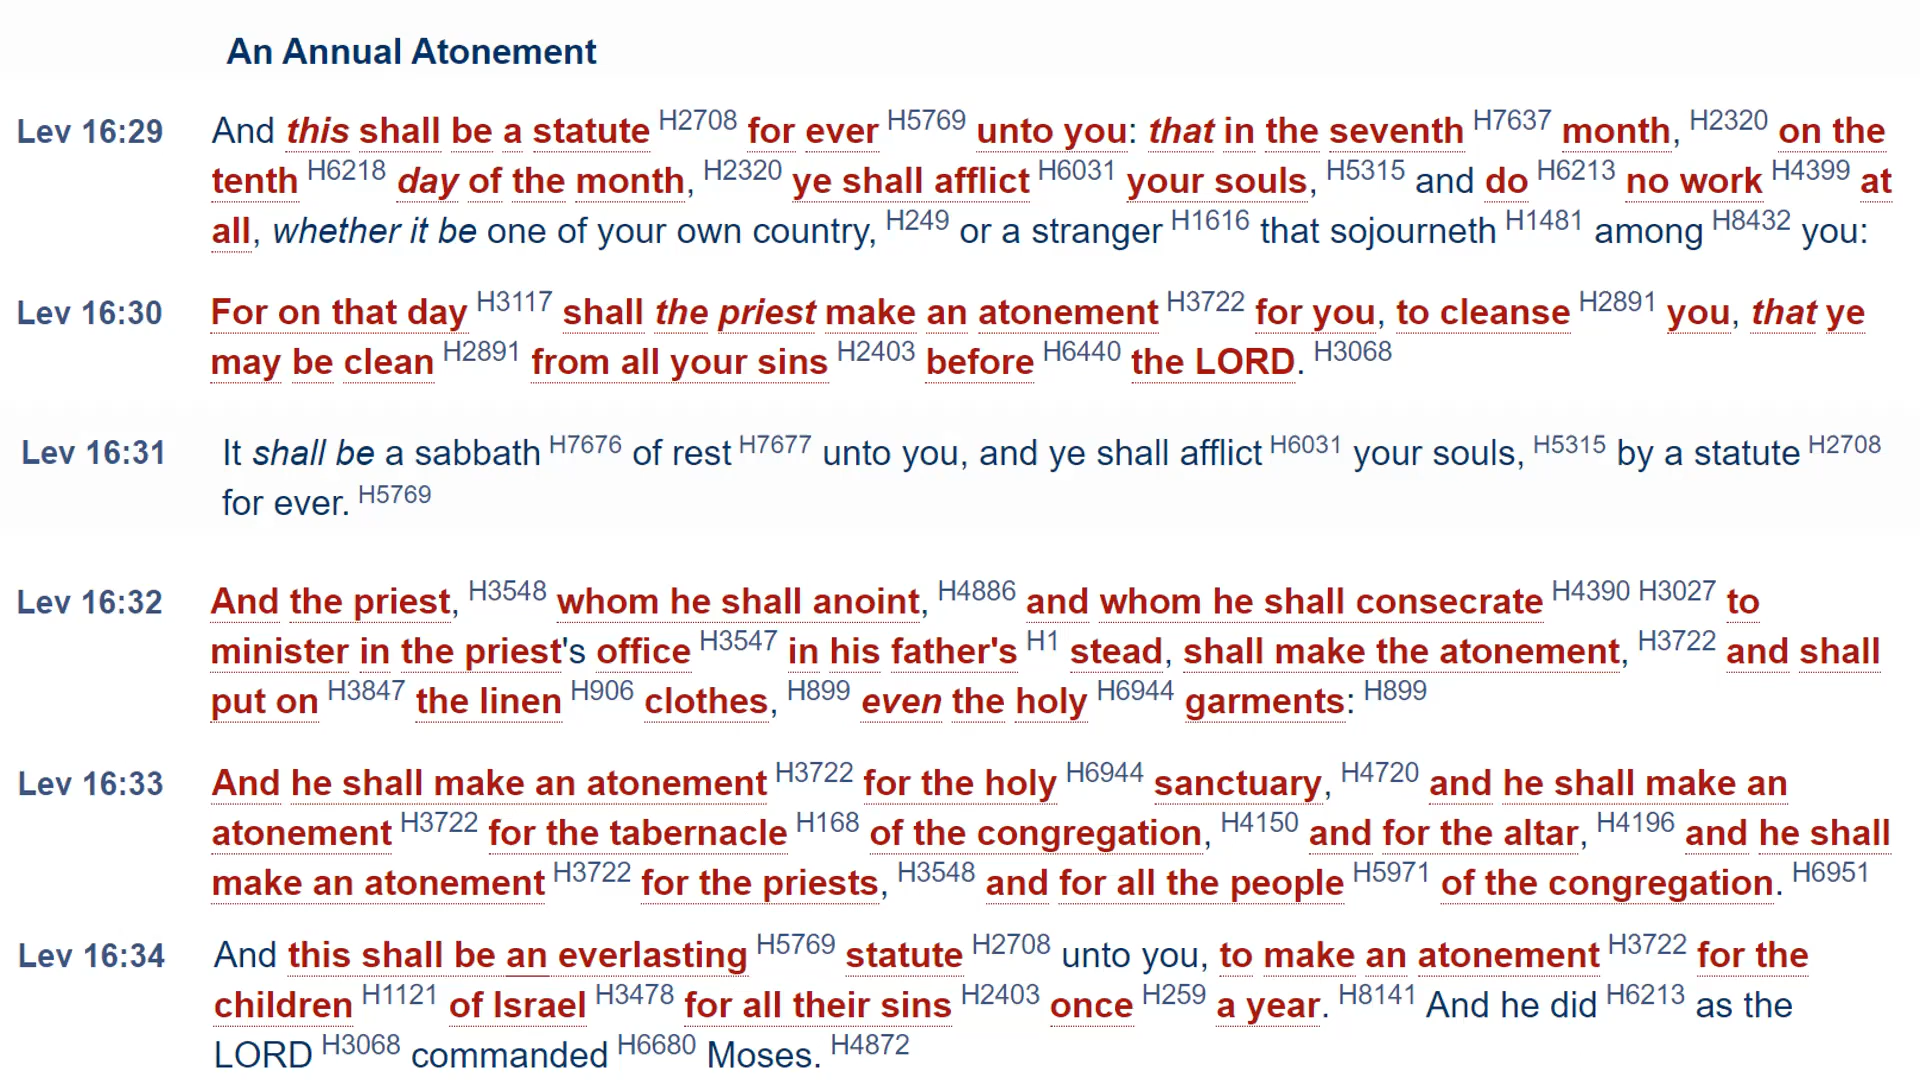 An Annual Atonement
Lev 16:29 And this shall be a statute H2708 for ever H5769 unto you: that in the seventh H7637 month, H2320 on the
tenth H6218 day of the month, H2320 ye shall afflict H6031 your souls, H5315 and do H6213 no work H4399 at
all, whether it be one of your own country, H249 or a stranger H1616 that sojourneth H1481 among H8432 you:
Lev 16:30 For on that day H3117 shall the priest make an atonement H3722 for you, to cleanse H2891 you, that ye
may be clean H2891 from all your sins H2403 before H6440 the LORD. H3068
Lev 16:31 It shall be a sabbath H7676 of rest H7677 unto you, and ye shall afflict H6031 your souls, H5315 by a statute H2708
for ever. H5769
Lev 16:32 And the priest, H3548 whom he shall anoint, H4886 and whom he shall consecrate H4390 H3027 to
minister in the priest's office H3547 in his father's H1 stead, shall make the atonement, H3722 and shall
put on H3847 the linen H906 clothes, H899 even the holy H6944 garments: H899
Lev 16:33 And he shall make an atonement H3722 for the holy H6944 sanctuary, H4720 and he shall make an
atonement H3722 for the tabernacle H168 of the congregation, H4150 and for the altar, H4196 and he shall
make an atonement H3722 for the priests, H3548 and for all the people H5971 of the congregation. H6951
Lev 16:34 And this shall be an everlasting H5769 statute H2708 unto you, to make an atonement H3722 for the
children H1121 of Israel H3478 for all their sins H2403 once H259 a year. H8141 And he did H6213 as the
LORD H3068 commanded H6680 Moses. H4872